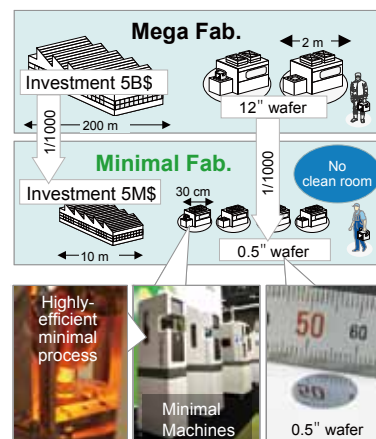 Mega Fab.
2 m
Investment 5B$
12" wafer
200 m
1/1000
1/1000
Minimal Fab.
No
clean room
30 cm
Investment 5M$
10 m
0.5" wafer
Highly-
efficient
minimal
process
Minimal
Machines
50
60
0.5" wafer